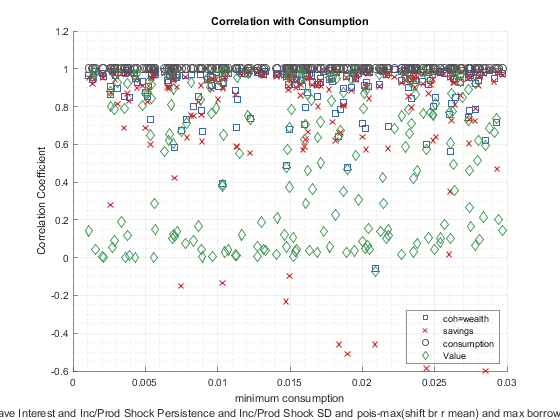 Correlation with Consumption
1.2
1
0.8
0.6
0.4
0.2
0
-0.2
-0.4
-0.6
Correlation Coefficient
coh=wealth
savings
consumption
Value
0
0.005
0.01
0.015
0.02
0.025
0.03
minimum consumption
ave Interest and Inc/Prod Shock Persistence and Inc/Prod Shock SD and pois-max(shift br r mean) and max borrow